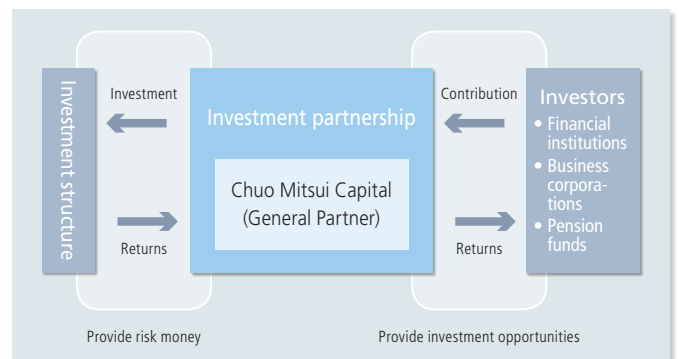 Investment structure
Investment
Returns
Investment partnership
Chuo Mitsui Capital
(General Partner)
Contribution
Returns
Investors
• Financial
institutions
• Business
corpora-
tions
• Pension
funds
Provide risk money
Provide investment opportunities